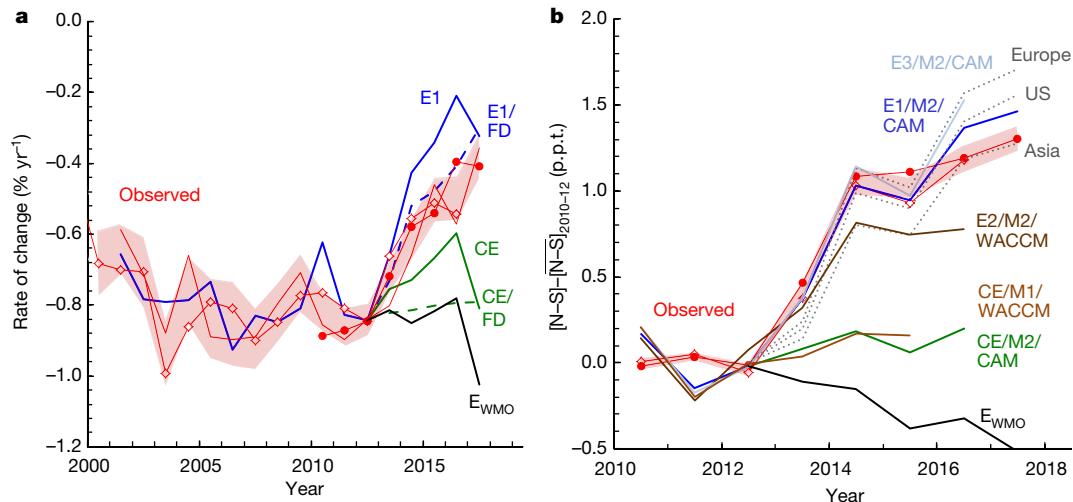 a
0.0
−0.2
−0.4
−0.6
−0.8
−1.0
−1.2
Rate of change (% yr⁻¹)
E1
E1/
FD
Observed
CE
CE/
FD
E_WMO
2000
2005
2010
2015
Year
b
2.0
1.5
1.0
0.5
0.0
−0.5
[N–S]–[N–S]₂₀₁₀₋₁₂ (p.p.t.)
E3/M2/CAM
Europe
E1/M2/
CAM
US
Asia
E2/M2/
WACCM
Observed
CE/M1/
WACCM
CE/M2/
CAM
E_WMO
2010
2012
2014
2016
2018
Year